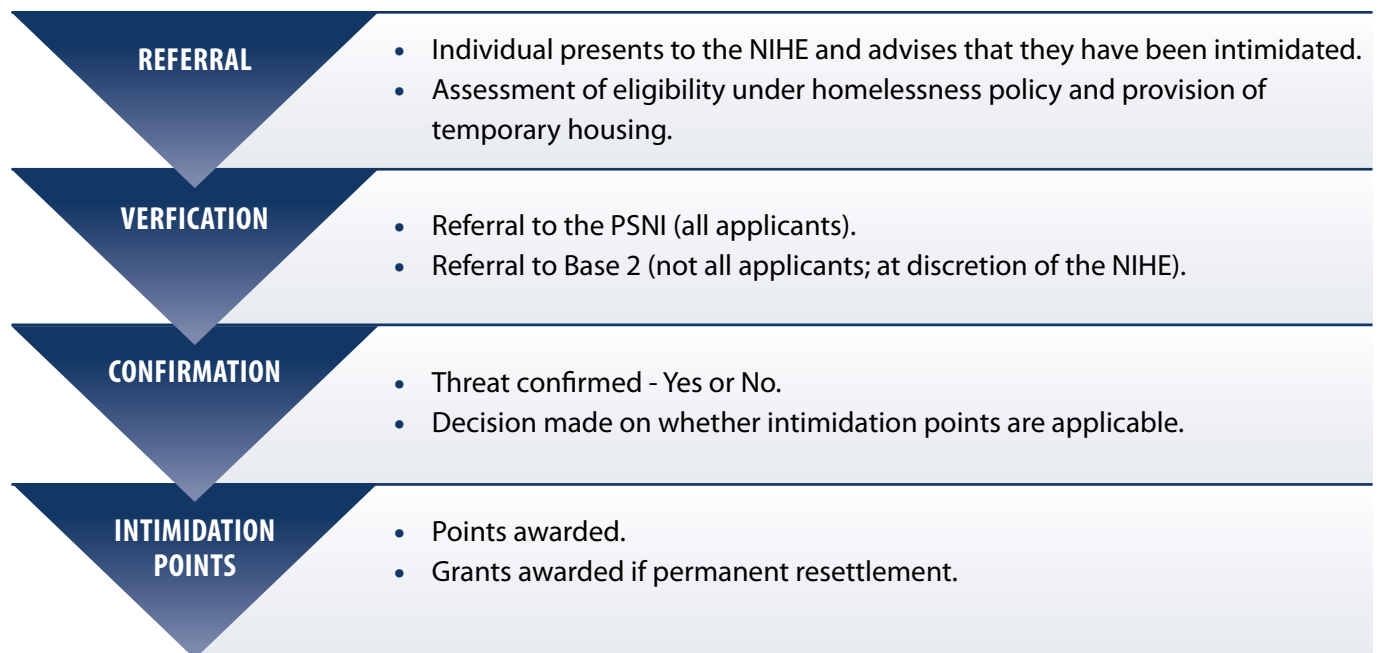 REFERRAL
• Individual presents to the NIHE and advises that they have been intimidated.
• Assessment of eligibility under homelessness policy and provision of
temporary housing.
VERFICATION
• Referral to the PSNI (all applicants).
• Referral to Base 2 (not all applicants; at discretion of the NIHE).
CONFIRMATION
• Threat confirmed - Yes or No.
• Decision made on whether intimidation points are applicable.
INTIMIDATION
POINTS
• Points awarded.
• Grants awarded if permanent resettlement.